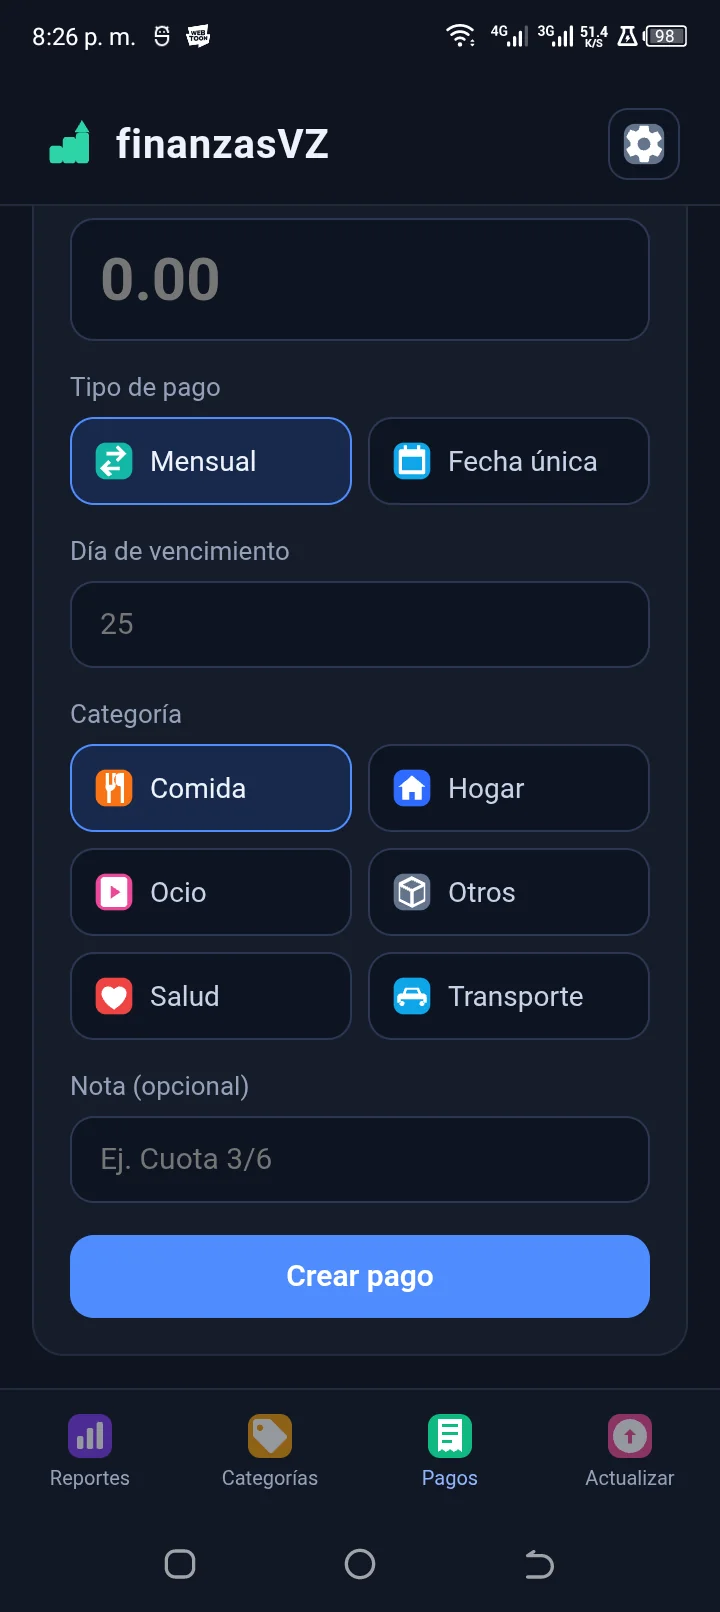 8:26 p. m. WEB TOON 4G 3G 51.4 K/S 98
finanzasVZ
0.00
Tipo de pago
Mensual Fecha única
Día de vencimiento
25
Categoría
Comida Hogar
Ocio Otros
Salud Transporte
Nota (opcional)
Ej. Cuota 3/6
Crear pago
Reportes Categorías Pagos Actualizar